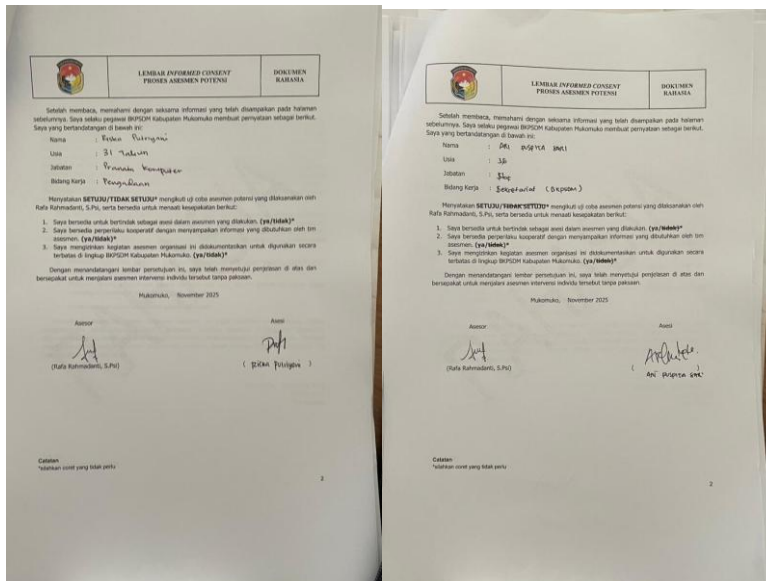 LEMBAR INFORMED CONSENT
PROSES ASESMEN POTENSI
DOKUMEN
RAHASIA
Setelah membaca, memahami dengan seksama informasi yang telah disampaikan pada halaman
sebelumnya. Saya selaku pegawai BKPSDM Kabupaten Mukomuko membuat pernyataan sebagai berikut.
Saya yang bertandatangan di bawah ini:
Nama : Riska Putriyani
Usia : 31 Tahun
Jabatan : Pranata Komputer
Bidang Kerja : Pengadaan
Menyatakan SETUJU/TIDAK SETUJU* mengikuti uji coba asesmen potensi yang dilaksanakan oleh
Rafa Rahmadanti, S.Psi, serta bersedia untuk menaati kesepakatan berikut:
1. Saya bersedia untuk bertindak sebagai asesi dalam asesmen yang dilakukan. (ya/tidak)*
2. Saya bersedia perperlaku kooperatif dengan menyampaikan informasi yang dibutuhkan oleh tim
asesmen. (ya/tidak)*
3. Saya mengizinkan kegiatan asesmen organisasi ini didokumentasikan untuk digunakan secara
terbatas di lingkup BKPSDM Kabupaten Mukomuko. (ya/tidak)*
Dengan menandatangani lembar persetujuan ini, saya telah menyetujui penjelasan di atas dan
bersepakat untuk menjalani asesmen intervensi individu tersebut tanpa paksaan.
Mukomuko, November 2025
Asesor
Asesi
(Rafa Rahmadanti, S.Psi)
( Riska Putriyani )
Catatan
*silahkan coret yang tidak perlu
2
LEMBAR INFORMED CONSENT
PROSES ASESMEN POTENSI
DOKUMEN
RAHASIA
Setelah membaca, memahami dengan seksama informasi yang telah disampaikan pada halaman
sebelumnya. Saya selaku pegawai BKPSDM Kabupaten Mukomuko membuat pernyataan sebagai berikut.
Saya yang bertandatangan di bawah ini:
Nama : ARI PUSPITA SARI
Usia :
Jabatan :
Bidang Kerja : Sekretariat (BKPSDM)
Menyatakan SETUJU/TIDAK SETUJU* mengikuti uji coba asesmen potensi yang dilaksanakan oleh
Rafa Rahmadanti, S.Psi, serta bersedia untuk menaati kesepakatan berikut:
1. Saya bersedia untuk bertindak sebagai asesi dalam asesmen yang dilakukan. (ya/tidak)*
2. Saya bersedia perperlaku kooperatif dengan menyampaikan informasi yang dibutuhkan oleh tim
asesmen. (ya/tidak)*
3. Saya mengizinkan kegiatan asesmen organisasi ini didokumentasikan untuk digunakan secara
terbatas di lingkup BKPSDM Kabupaten Mukomuko. (ya/tidak)*
Dengan menandatangani lembar persetujuan ini, saya telah menyetujui penjelasan di atas dan
bersepakat untuk menjalani asesmen intervensi individu tersebut tanpa paksaan.
Mukomuko, November 2025
Asesor
Asesi
(Rafa Rahmadanti, S.Psi)
( )
ARI PUSPITA SARI
Catatan
*silahkan coret yang tidak perlu
2